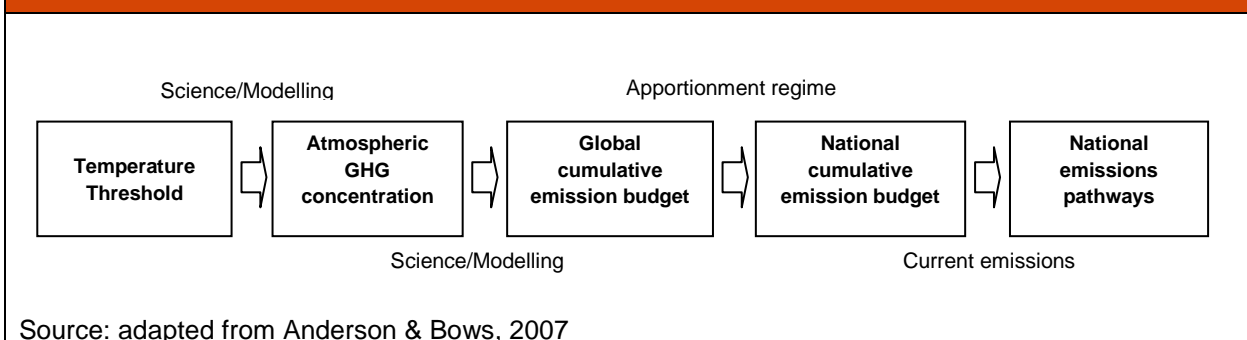 Science/Modelling
Apportionment regime
Temperature
Threshold
Atmospheric
GHG
concentration
Global
cumulative
emission budget
National
cumulative
emission budget
National
emissions
pathways
Science/Modelling
Current emissions
Source: adapted from Anderson & Bows, 2007